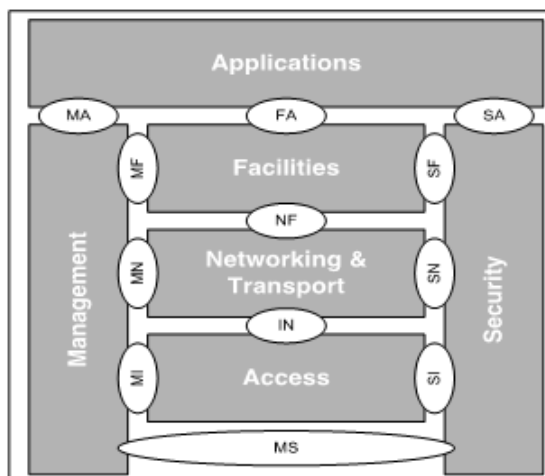 Applications
MA
FA
SA
MF
Facilities
SF
NF
Management
MN
Networking &
Transport
SN
Security
IN
MI
Access
SI
MS